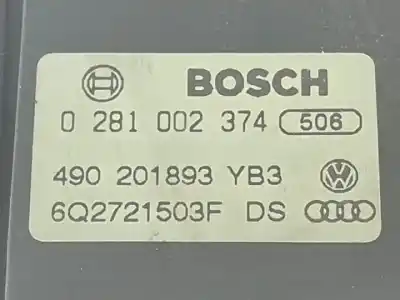 BOSCH
0 281 002 374 506
490 201893 YB3
6Q2721503F DS